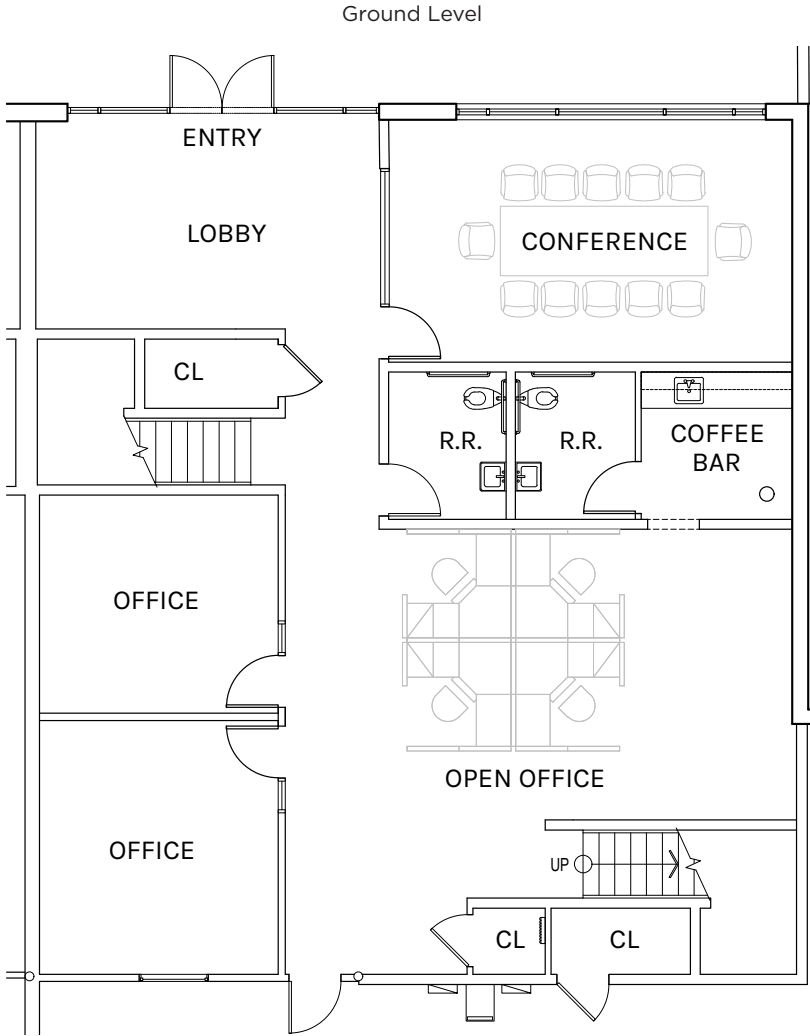 Ground Level
ENTRY
LOBBY
CONFERENCE
CL
R.R.
R.R.
COFFEE
BAR
OFFICE
OPEN OFFICE
OFFICE
UP
CL
CL